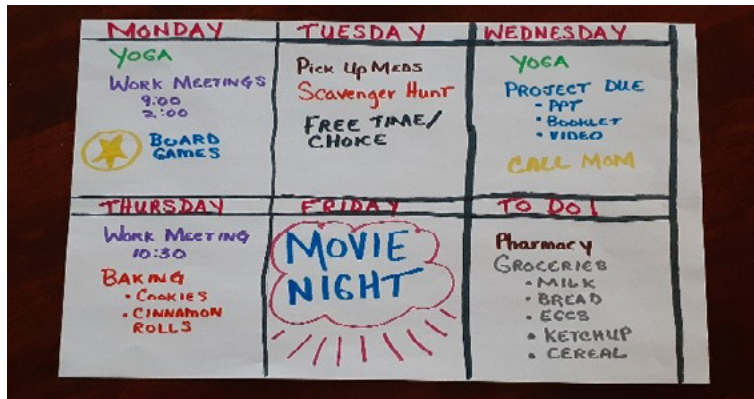 MONDAY
YOGA
WORK MEETINGS
9:00
2:00
BOARD
GAMES
TUESDAY
Pick Up Meds
Scavenger Hunt
FREE TIME/
CHOICE
WEDNESDAY
YOGA
PROJECT DUE
- PPT
- BOOKLET
- VIDEO
CALL MOM
THURSDAY
WORK MEETING
10:30
BAKING
• COOKIES
• CINNAMON
ROLLS
FRIDAY
MOVIE
NIGHT
TO DO!
Pharmacy
GROCERIES
• MILK
• BREAD
• EGGS
• KETCHUP
• CEREAL